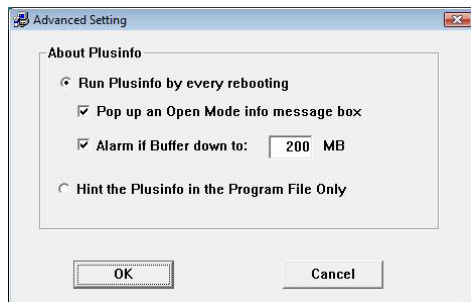 Advanced Setting
About Plusinfo
Run Plusinfo by every rebooting
Pop up an Open Mode info message box
Alarm if Buffer down to: 200 MB
Hint the Plusinfo in the Program File Only
OK Cancel